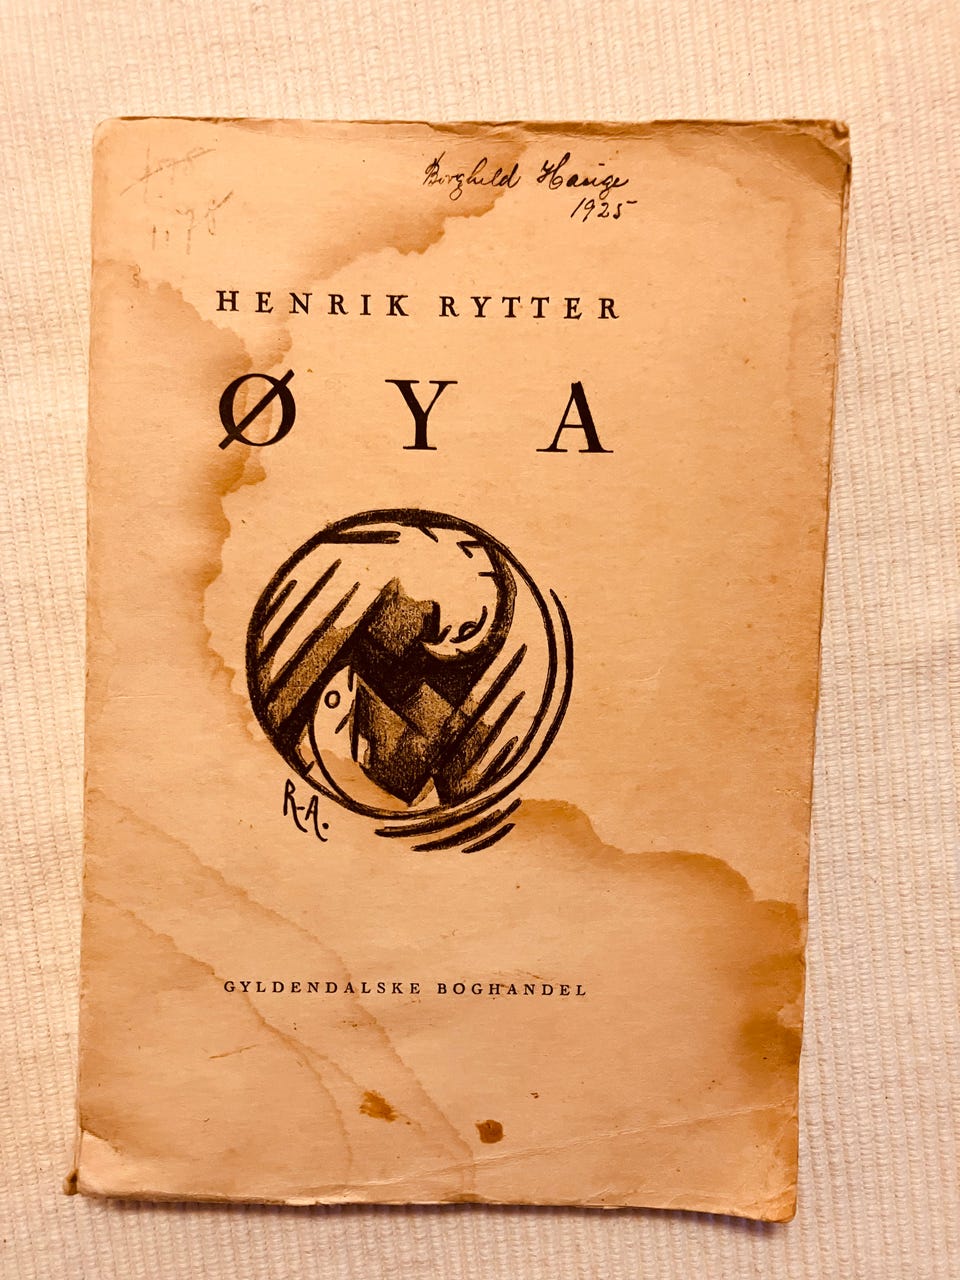 Borghild Hauge
1925
HENRIK RYTTER
ØYA
R-A.
GYLDENDALSKE BOGHANDEL